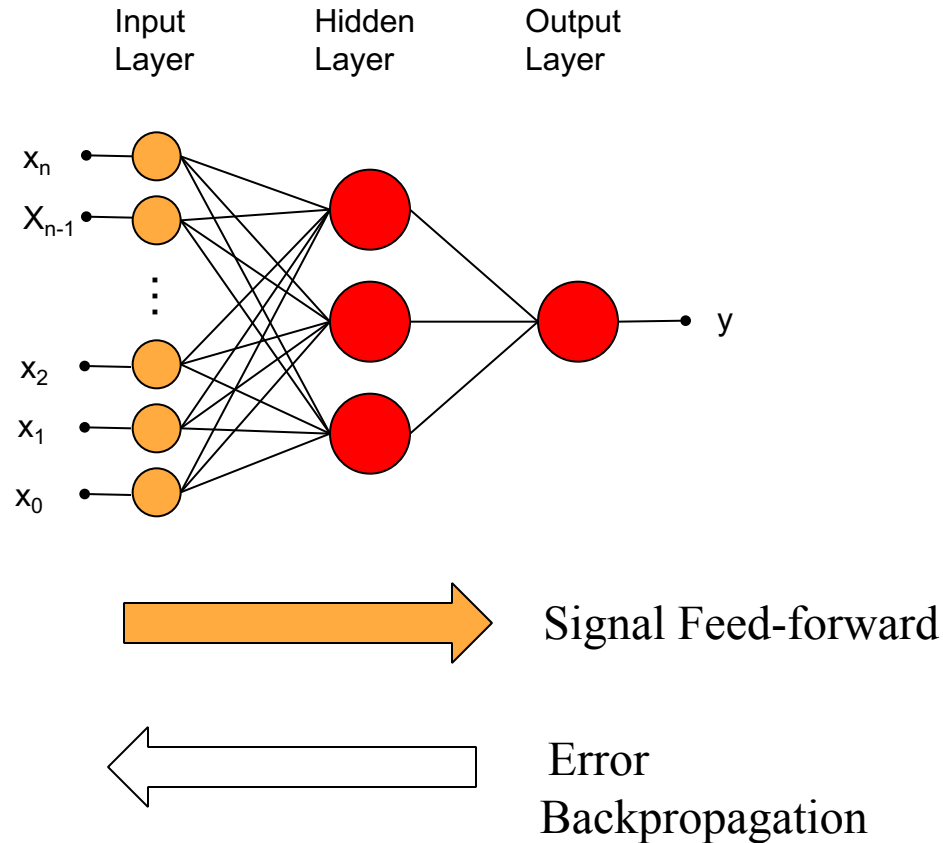 Input Layer
Hidden Layer
Output Layer
xₙ
Xₙ₋₁
⋮
x₂
x₁
x₀
y
Signal Feed-forward
Error
Backpropagation